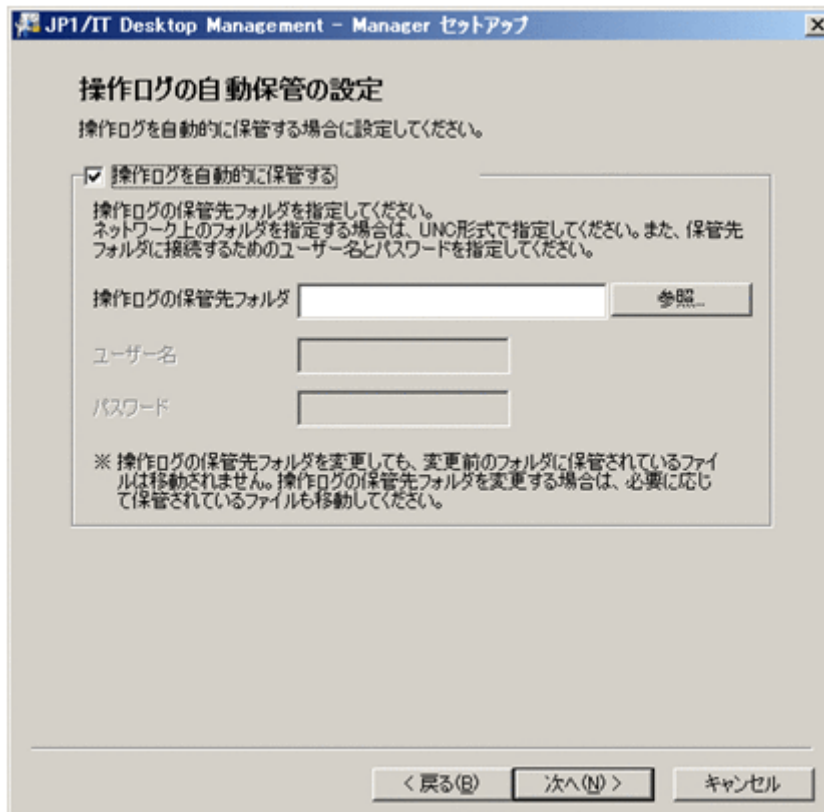 JP1/IT Desktop Management - Manager セットアップ
操作ログの自動保管の設定
操作ログを自動的に保管する場合に設定してください。
操作ログを自動的に保管する
操作ログの保管先フォルダを指定してください。
ネットワーク上のフォルダを指定する場合は、UNC形式で指定してください。また、保管先
フォルダに接続するためのユーザー名とパスワードを指定してください。
操作ログの保管先フォルダ
参照...
ユーザー名
パスワード
※ 操作ログの保管先フォルダを変更しても、変更前のフォルダに保管されているファイ
ルは移動されません。操作ログの保管先フォルダを変更する場合は、必要に応じ
て保管されているファイルも移動してください。
< 戻る(B) 次へ(N) > キャンセル